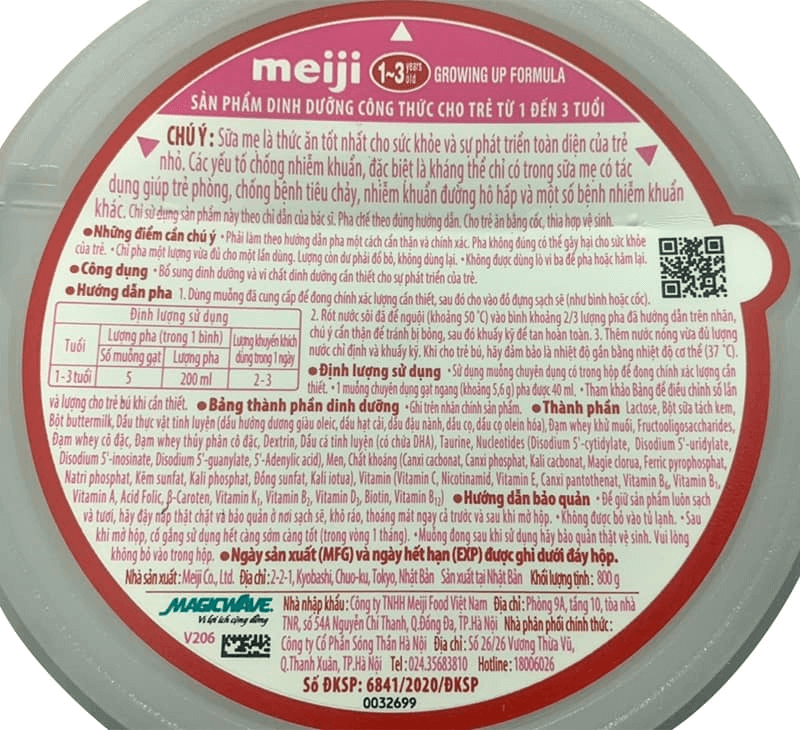 meiji 1~3 years old GROWING UP FORMULA
SẢN PHẨM DINH DƯỠNG CÔNG THỨC CHO TRẺ TỪ 1 ĐẾN 3 TUỔI
CHÚ Ý: Sữa mẹ là thức ăn tốt nhất cho sức khỏe và sự phát triển toàn diện của trẻ
nhỏ. Các yếu tố chống nhiễm khuẩn, đặc biệt là kháng thể chỉ có trong sữa mẹ có tác
dụng giúp trẻ phòng, chống bệnh tiêu chảy, nhiễm khuẩn đường hô hấp và một số bệnh nhiễm khuẩn
khác. Chỉ sử dụng sản phẩm này theo chỉ dẫn của bác sĩ. Pha chế theo đúng hướng dẫn. Cho trẻ ăn bằng cốc, thìa hợp vệ sinh.
●Những điểm cần chú ý •Phải làm theo hướng dẫn pha một cách cẩn thận và chính xác. Pha không đúng có thể gây hại cho sức khỏe
của trẻ. •Chỉ pha một lượng vừa đủ cho một lần dùng. Lượng còn dư phải đổ bỏ, không dùng lại. •Không được dùng lò vi ba để pha hoặc hâm lại.
●Công dụng •Bổ sung dinh dưỡng và vi chất dinh dưỡng cần thiết cho sự phát triển của trẻ.
●Hướng dẫn pha 1. Dùng muỗng đã cung cấp để đong chính xác lượng cần thiết, sau đó cho vào đồ đựng sạch sẽ (như bình hoặc cốc).
Định lượng sử dụng
Tuổi Lượng pha (trong 1 bình) Lượng khuyến khích dùng trong 1 ngày
Số muỗng gạt Lượng pha
1-3 tuổi 5 200 ml 2-3
2. Rót nước sôi đã để nguội (khoảng 50 °C) vào bình khoảng 2/3 lượng pha đã hướng dẫn trên nhãn,
chú ý cẩn thận để tránh bị bỏng, sau đó khuấy kỹ để tan hoàn toàn. 3. Thêm nước nóng vừa đủ lượng
nước chỉ định và khuấy kỹ. Khi cho trẻ bú, hãy đảm bảo là nhiệt độ gần bằng nhiệt độ cơ thể (37 °C).
●Định lượng sử dụng •Sử dụng muỗng chuyên dụng có trong hộp để đong chính xác lượng cần
thiết. •1 muỗng chuyên dụng gạt ngang (khoảng 5,6 g) pha được 40 ml. •Tham khảo Bảng để điều chỉnh số lần
và lượng cho trẻ bú khi cần thiết. ●Bảng thành phần dinh dưỡng •Ghi trên nhãn chính sản phẩm. ●Thành phần Lactose, Bột sữa tách kem,
Bột buttermilk, Dầu thực vật tinh luyện (dầu hướng dương giàu oleic, dầu hạt cải, dầu đậu nành, dầu cọ, dầu cọ olein hóa), Đạm whey khử muối, Fructooligosaccharides,
Đạm whey cô đặc, Đạm whey thủy phân cô đặc, Dextrin, Dầu cá tinh luyện (có chứa DHA), Taurine, Nucleotides (Disodium 5'-cytidylate, Disodium 5'-uridylate,
Disodium 5'-inosinate, Disodium 5'-guanylate, 5'-Adenylic acid), Men, Chất khoáng (Canxi cacbonat, Canxi phosphat, Kali carbonat, Magie clorua, Ferric pyrophosphat,
Natri phosphat, Kẽm sunfat, Kali phosphat, Đồng sunfat, Kali iotua), Vitamin (Vitamin C, Nicotinamid, Vitamin E, Canxi pantothenat, Vitamin B₆, Vitamin B₁,
Vitamin A, Acid Folic, β-Caroten, Vitamin K₁, Vitamin B₂, Vitamin D₃, Biotin, Vitamin B₁₂) ●Hướng dẫn bảo quản •Để giữ sản phẩm luôn sạch
và tươi, hãy đậy nắp thật chặt và bảo quản ở nơi sạch sẽ, khô ráo, thoáng mát ngay cả trước và sau khi mở hộp. •Không được bỏ vào tủ lạnh. •Sau
khi mở hộp, cố gắng sử dụng hết càng sớm càng tốt (trong vòng 1 tháng). •Muỗng đong sau khi sử dụng hãy bảo quản thật vệ sinh. Vui lòng
không bỏ vào trong hộp. ●Ngày sản xuất (MFG) và ngày hết hạn (EXP) được ghi dưới đáy hộp.
Nhà sản xuất: Meiji Co., Ltd. Địa chỉ: 2-2-1, Kyobashi, Chuo-ku, Tokyo, Nhật Bản Sản xuất tại Nhật Bản Khối lượng tịnh: 800 g
MAGICWAVE
Vì lợi ích cộng đồng
V206
Nhà nhập khẩu: Công ty TNHH Meiji Food Việt Nam Địa chỉ: Phòng 9A, tầng 10, tòa nhà
TNR, số 54A Nguyễn Chí Thanh, Q.Đống Đa, TP.Hà Nội Nhà phân phối chính thức:
Công ty Cổ Phần Sóng Thần Hà Nội Địa chỉ: Số 26/26 Vương Thừa Vũ,
Q.Thanh Xuân, TP.Hà Nội Tel: 024.35683810 Hotline: 18006026
Số ĐKSP: 6841/2020/ĐKSP
0032699